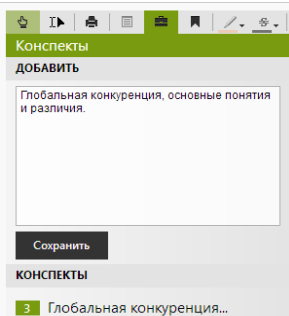 Конспекты
ДОБАВИТЬ
Глобальная конкуренция, основные понятия
и различия.
Сохранить
КОНСПЕКТЫ
3 Глобальная конкуренция...